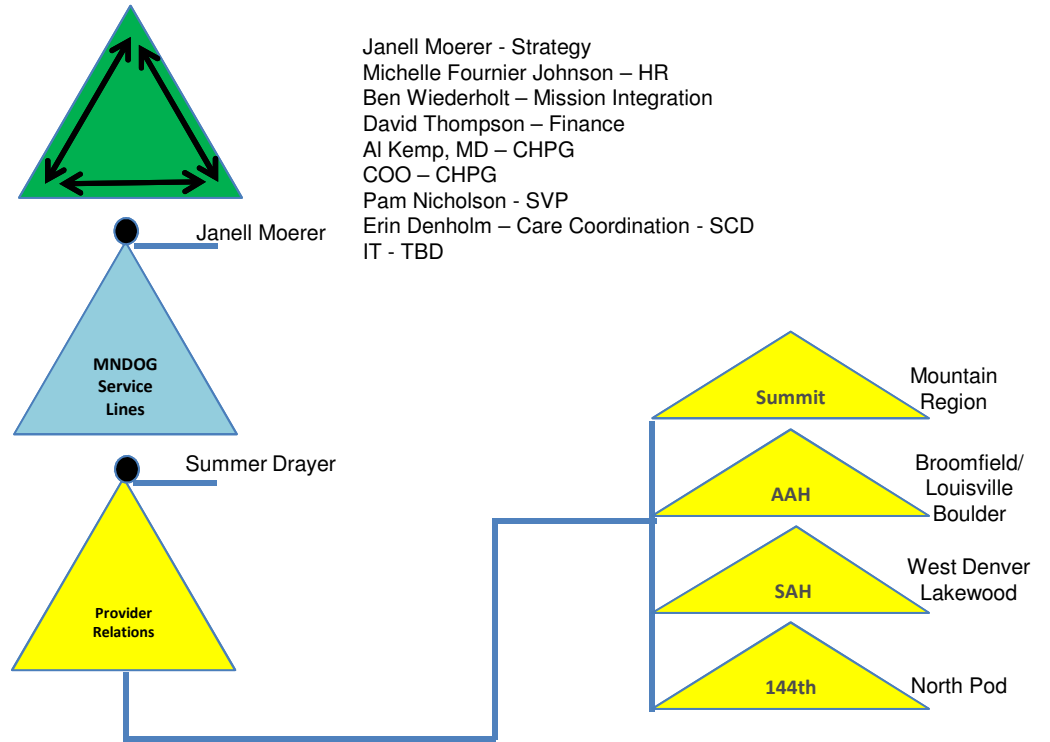 Janell Moerer - Strategy
Michelle Fournier Johnson – HR
Ben Wiederholt – Mission Integration
David Thompson – Finance
Al Kemp, MD – CHPG
COO – CHPG
Pam Nicholson - SVP
Erin Denholm – Care Coordination - SCD
IT - TBD
Janell Moerer
MNDOG
Service
Lines
Summer Drayer
Provider
Relations
Summit
Mountain
Region
AAH
Broomfield/
Louisville
Boulder
SAH
West Denver
Lakewood
144th
North Pod